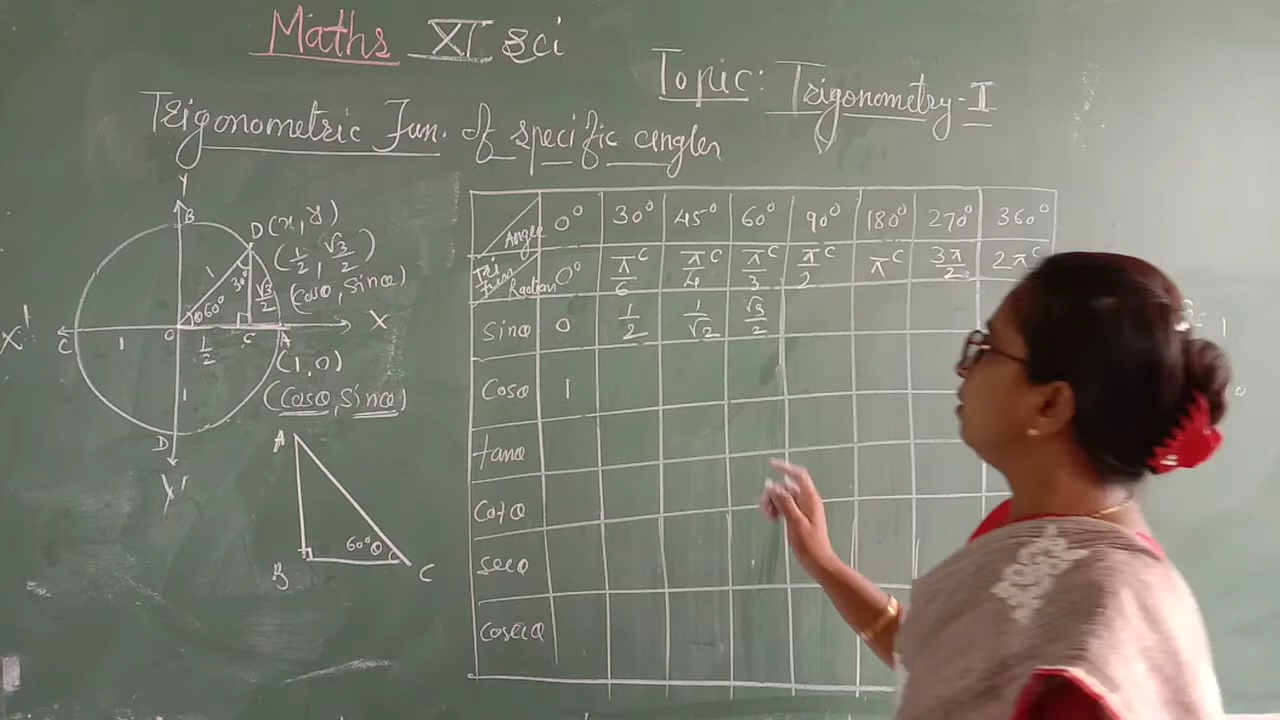 Maths XI sci
Topic: Trigonometry-I
Trigonometric Fun. of specific angles
Y
B
D(x, y)
(1/2, √3/2)
(cosθ, sinθ)
1
30°
√3/2
θ 60°
X'
C
1
O
1/2
C
A
X
(1, 0)
(Cosθ, Sinθ)
1
D
Y'
A
B
60° θ
C
Angle 0° 30° 45° 60° 90° 180° 270° 360°
Tri Funs Radian 0° π/6 ᶜ π/4 ᶜ π/3 ᶜ π/2 ᶜ πᶜ 3π/2 2πᶜ
Sinθ 0 1/2 1/√2 √3/2
Cosθ 1
tanθ
Cotθ
secθ
Cosecθ